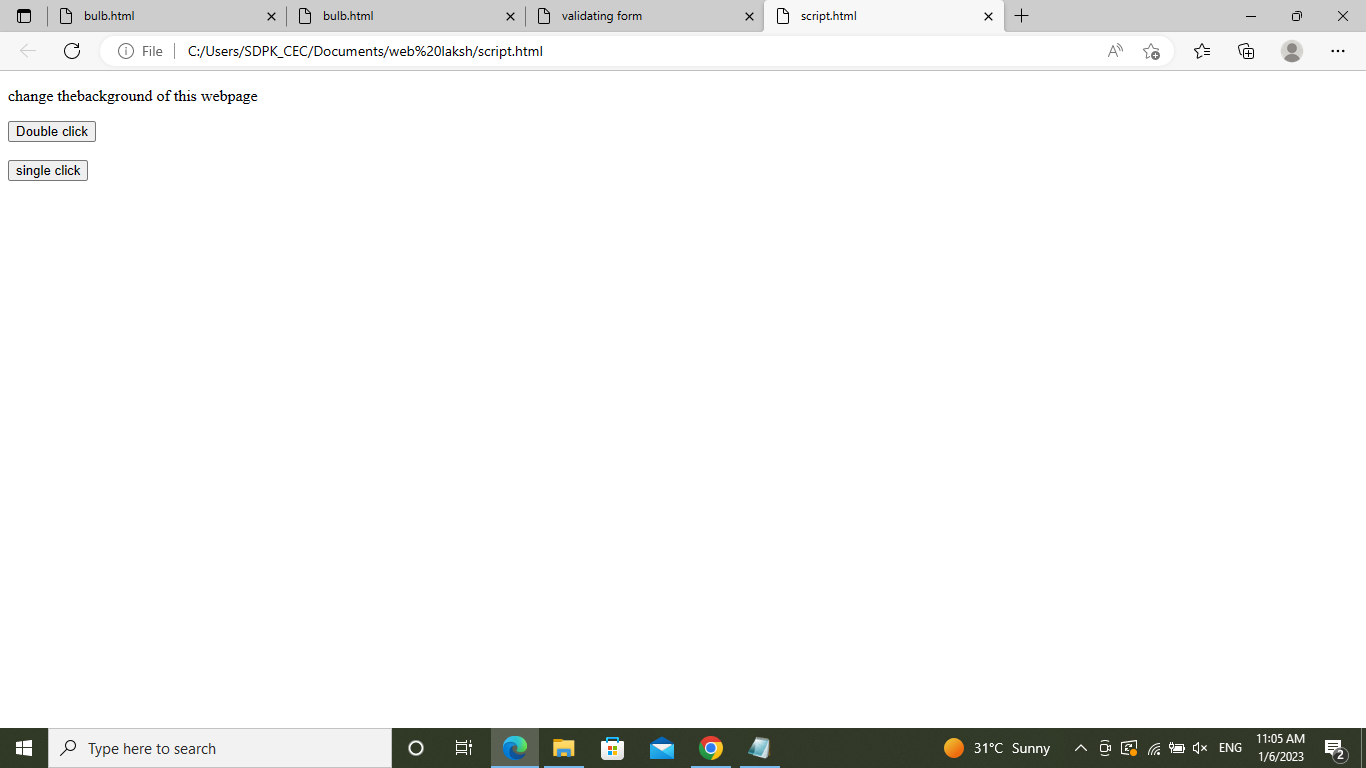 bulb.html
bulb.html
validating form
script.html
File
C:/Users/SDPK_CEC/Documents/web%20laksh/script.html
change thebackground of this webpage
Double click
single click
Type here to search
31°C Sunny
ENG
11:05 AM
1/6/2023
2